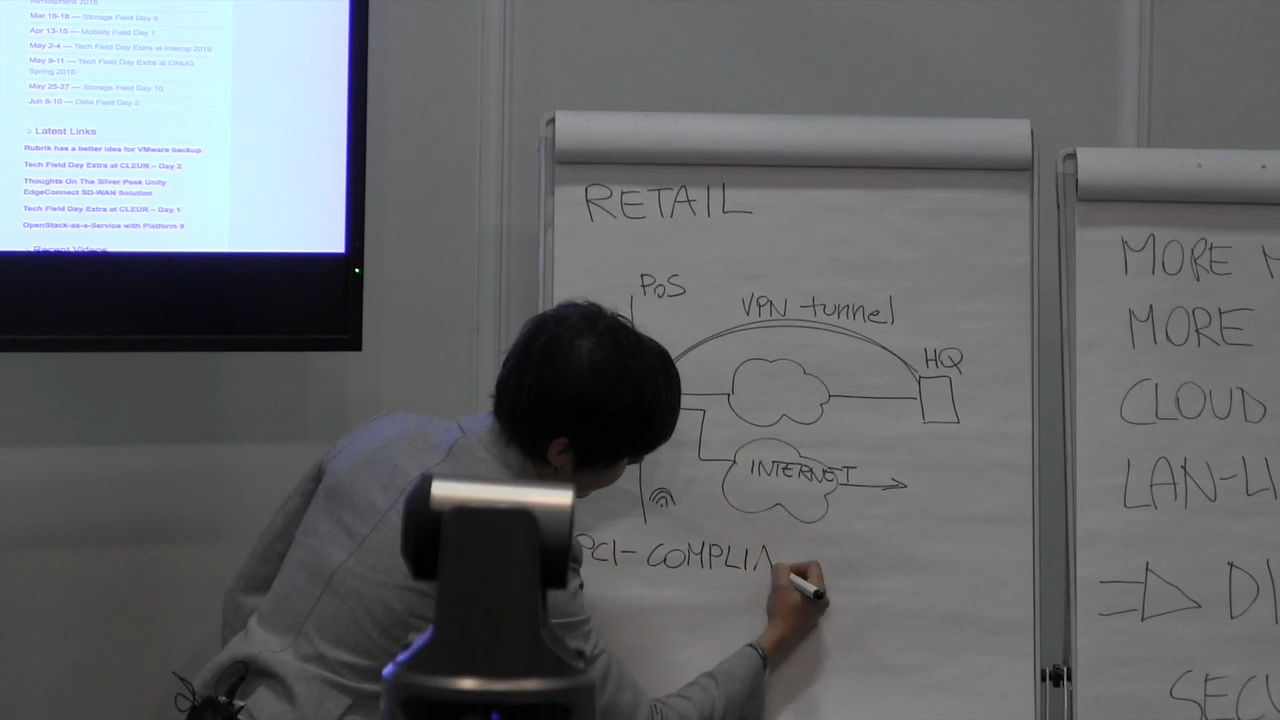 Mar 16-18 — Storage Field Day 9
Apr 13-15 — Mobility Field Day 1
May 2-4 — Tech Field Day Extra at Interop 2016
May 9-11 — Tech Field Day Extra at ONUG
Spring 2016
May 25-27 — Storage Field Day 10
Jun 8-10 — Data Field Day 2
> Latest Links
Rubrik has a better idea for VMware backup
Tech Field Day Extra at CLEUR – Day 2
Thoughts On The Silver Peak Unity
EdgeConnect SD-WAN Solution
Tech Field Day Extra at CLEUR – Day 1
OpenStack-as-a-Service with Platform 9
Recent Videos
RETAIL
PoS
VPN tunnel
HQ
INTERNET
PCI-COMPLIA
MORE
MORE
CLOUD
LAN-LI
DI
SECU